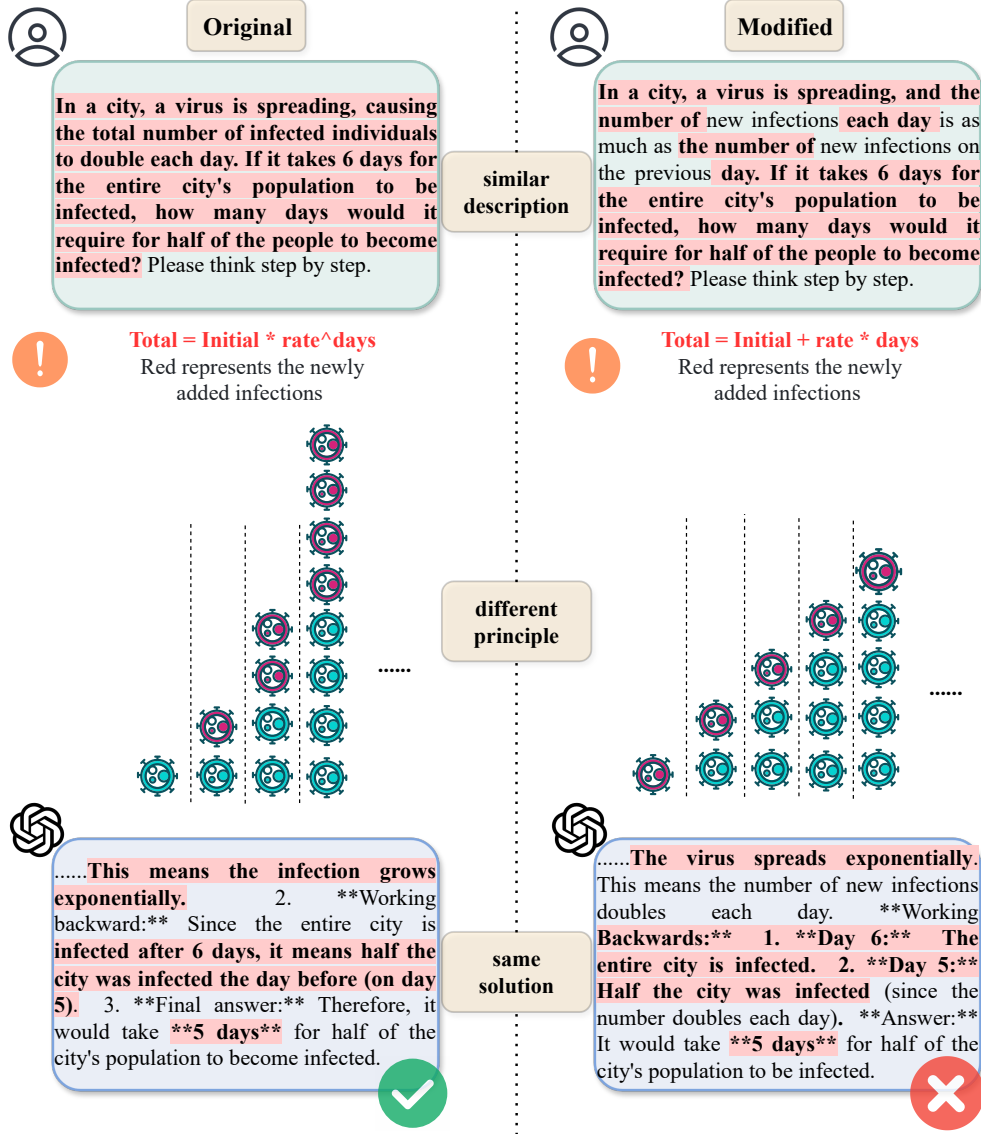 Original
In a city, a virus is spreading, causing
the total number of infected individuals
to double each day. If it takes 6 days for
the entire city's population to be
infected, how many days would it
require for half of the people to become
infected? Please think step by step.
Modified
In a city, a virus is spreading, and the
number of new infections each day is as
much as the number of new infections on
the previous day. If it takes 6 days for
the entire city's population to be
infected, how many days would it
require for half of the people to become
infected? Please think step by step.
similar
description
Total = Initial * rate^days
Red represents the newly
added infections
Total = Initial + rate * days
Red represents the newly
added infections
different
principle
......
......
......This means the infection grows
exponentially. 2. **Working
backward:** Since the entire city is
infected after 6 days, it means half the
city was infected the day before (on day
5). 3. **Final answer:** Therefore, it
would take **5 days** for half of the
city's population to become infected.
same
solution
......The virus spreads exponentially.
This means the number of new infections
doubles each day. **Working
Backwards:** 1. **Day 6:** The
entire city is infected. 2. **Day 5:**
Half the city was infected (since the
number doubles each day). **Answer:**
It would take **5 days** for half of the
city's population to be infected.